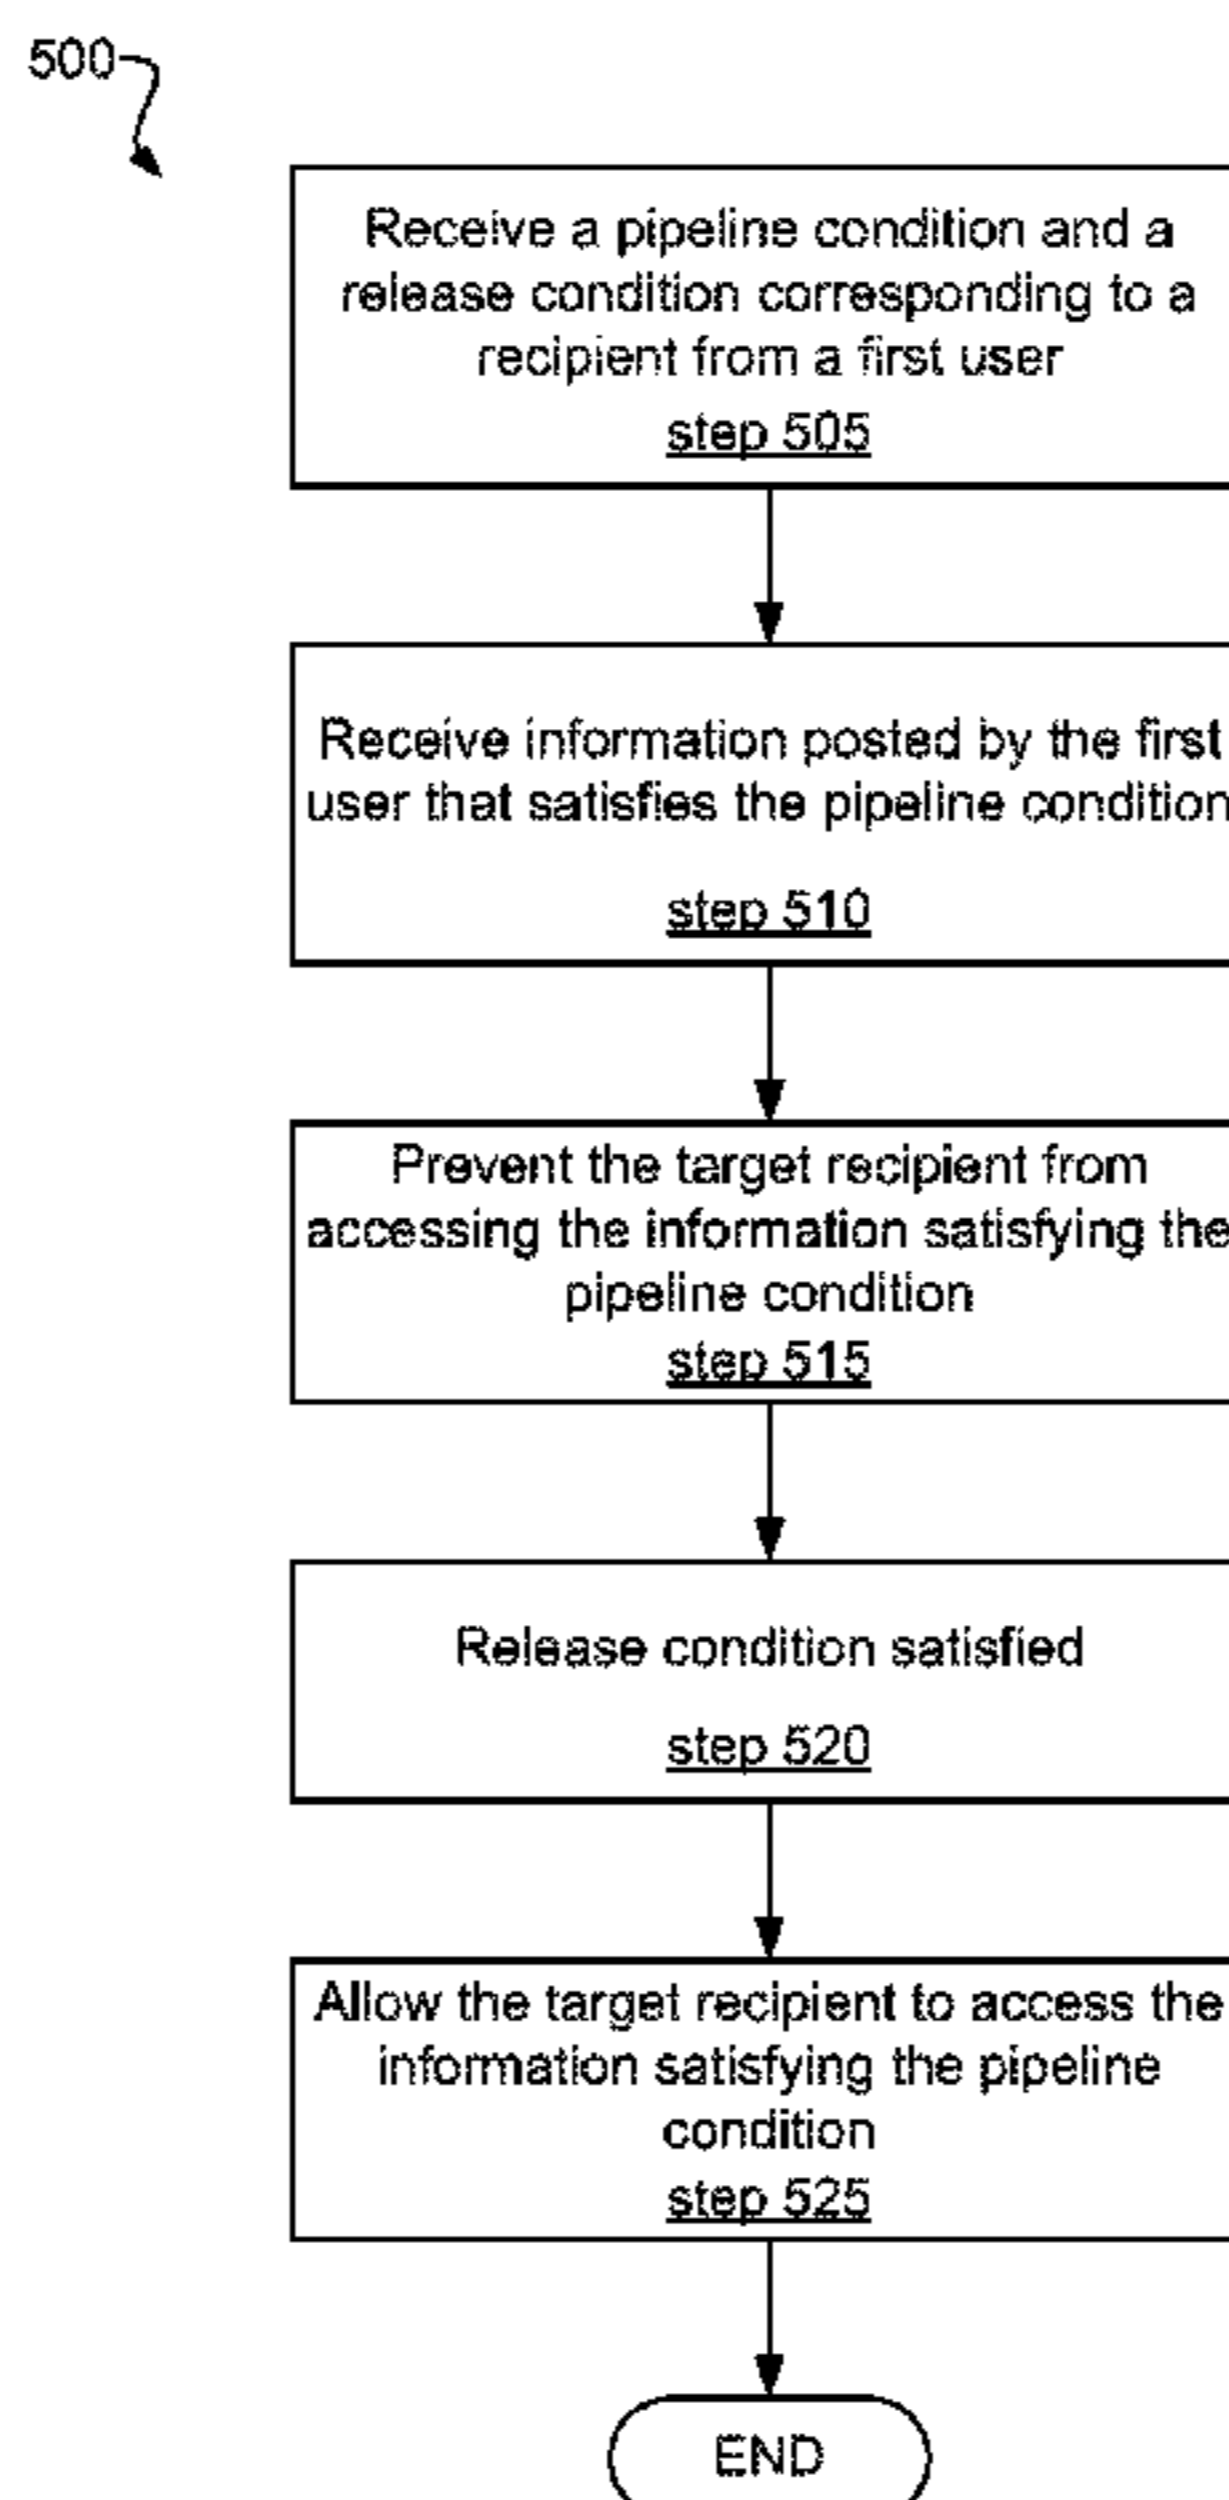 500
Receive a pipeline condition and a
release condition corresponding to a
recipient from a first user
step 505
Receive information posted by the first
user that satisfies the pipeline condition
step 510
Prevent the target recipient from
accessing the information satisfying the
pipeline condition
step 515
Release condition satisfied
step 520
Allow the target recipient to access the
information satisfying the pipeline
condition
step 525
END